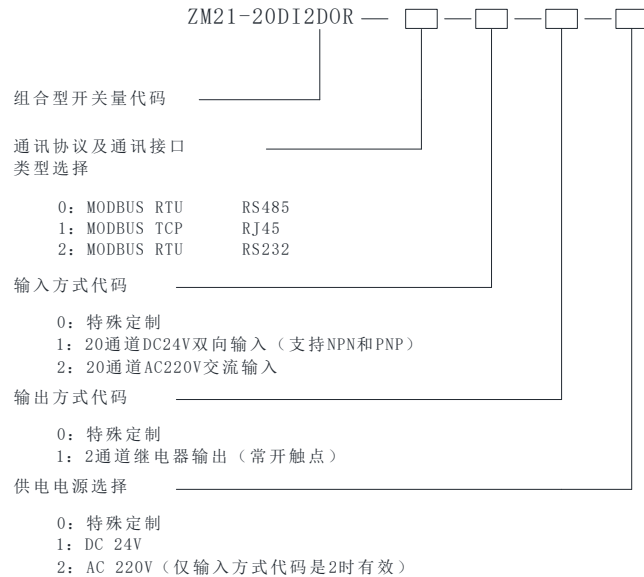 ZM21-20DI2DOR
组合型开关量代码
通讯协议及通讯接口
类型选择
0: MODBUS RTU RS485
1: MODBUS TCP RJ45
2: MODBUS RTU RS232
输入方式代码
0: 特殊定制
1: 20通道DC24V双向输入（支持NPN和PNP）
2: 20通道AC220V交流输入
输出方式代码
0: 特殊定制
1: 2通道继电器输出（常开触点）
供电电源选择
0: 特殊定制
1: DC 24V
2: AC 220V（仅输入方式代码是2时有效）